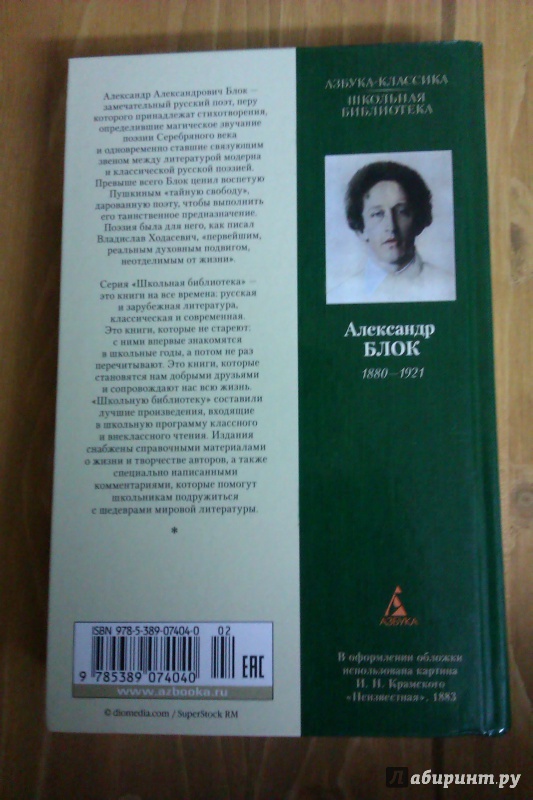 Александр Александрович Блок —
замечательный русский поэт, перу
которого принадлежат стихотворения,
определившие магическое звучание
поэзии Серебряного века
и одновременно ставшие связующим
звеном между литературой модерна
и классической русской поэзией.
Превыше всего Блок ценил воспетую
Пушкиным «тайную свободу»,
дарованную поэту, чтобы выполнить
его таинственное предназначение.
Поэзия была для него, как писал
Владислав Ходасевич, «первейшим,
реальным духовным подвигом,
неотделимым от жизни».
Серия «Школьная библиотека» —
это книги на все времена: русская
и зарубежная литература,
классическая и современная.
Это книги, которые не стареют:
с ними впервые знакомятся
в школьные годы, а потом не раз
перечитывают. Это книги, которые
становятся нам добрыми друзьями
и сопровождают нас всю жизнь.
«Школьную библиотеку» составили
лучшие произведения, входящие
в школьную программу классного
и внеклассного чтения. Издания
снабжены справочными материалами
о жизни и творчестве авторов, а также
специально написанными
комментариями, которые помогут
школьникам подружиться
с шедеврами мировой литературы.
*
ISBN 978-5-389-07404-0 02
9 785389 074040
www.azbooka.ru
EAC
© diomedia.com / SuperStock RM
АЗБУКА-КЛАССИКА
ШКОЛЬНАЯ
БИБЛИОТЕКА
Александр
БЛОК
1880—1921
АЗБУКА
В оформлении обложки
использована картина
И. Н. Крамского
«Неизвестная». 1883
Лабиринт.ру